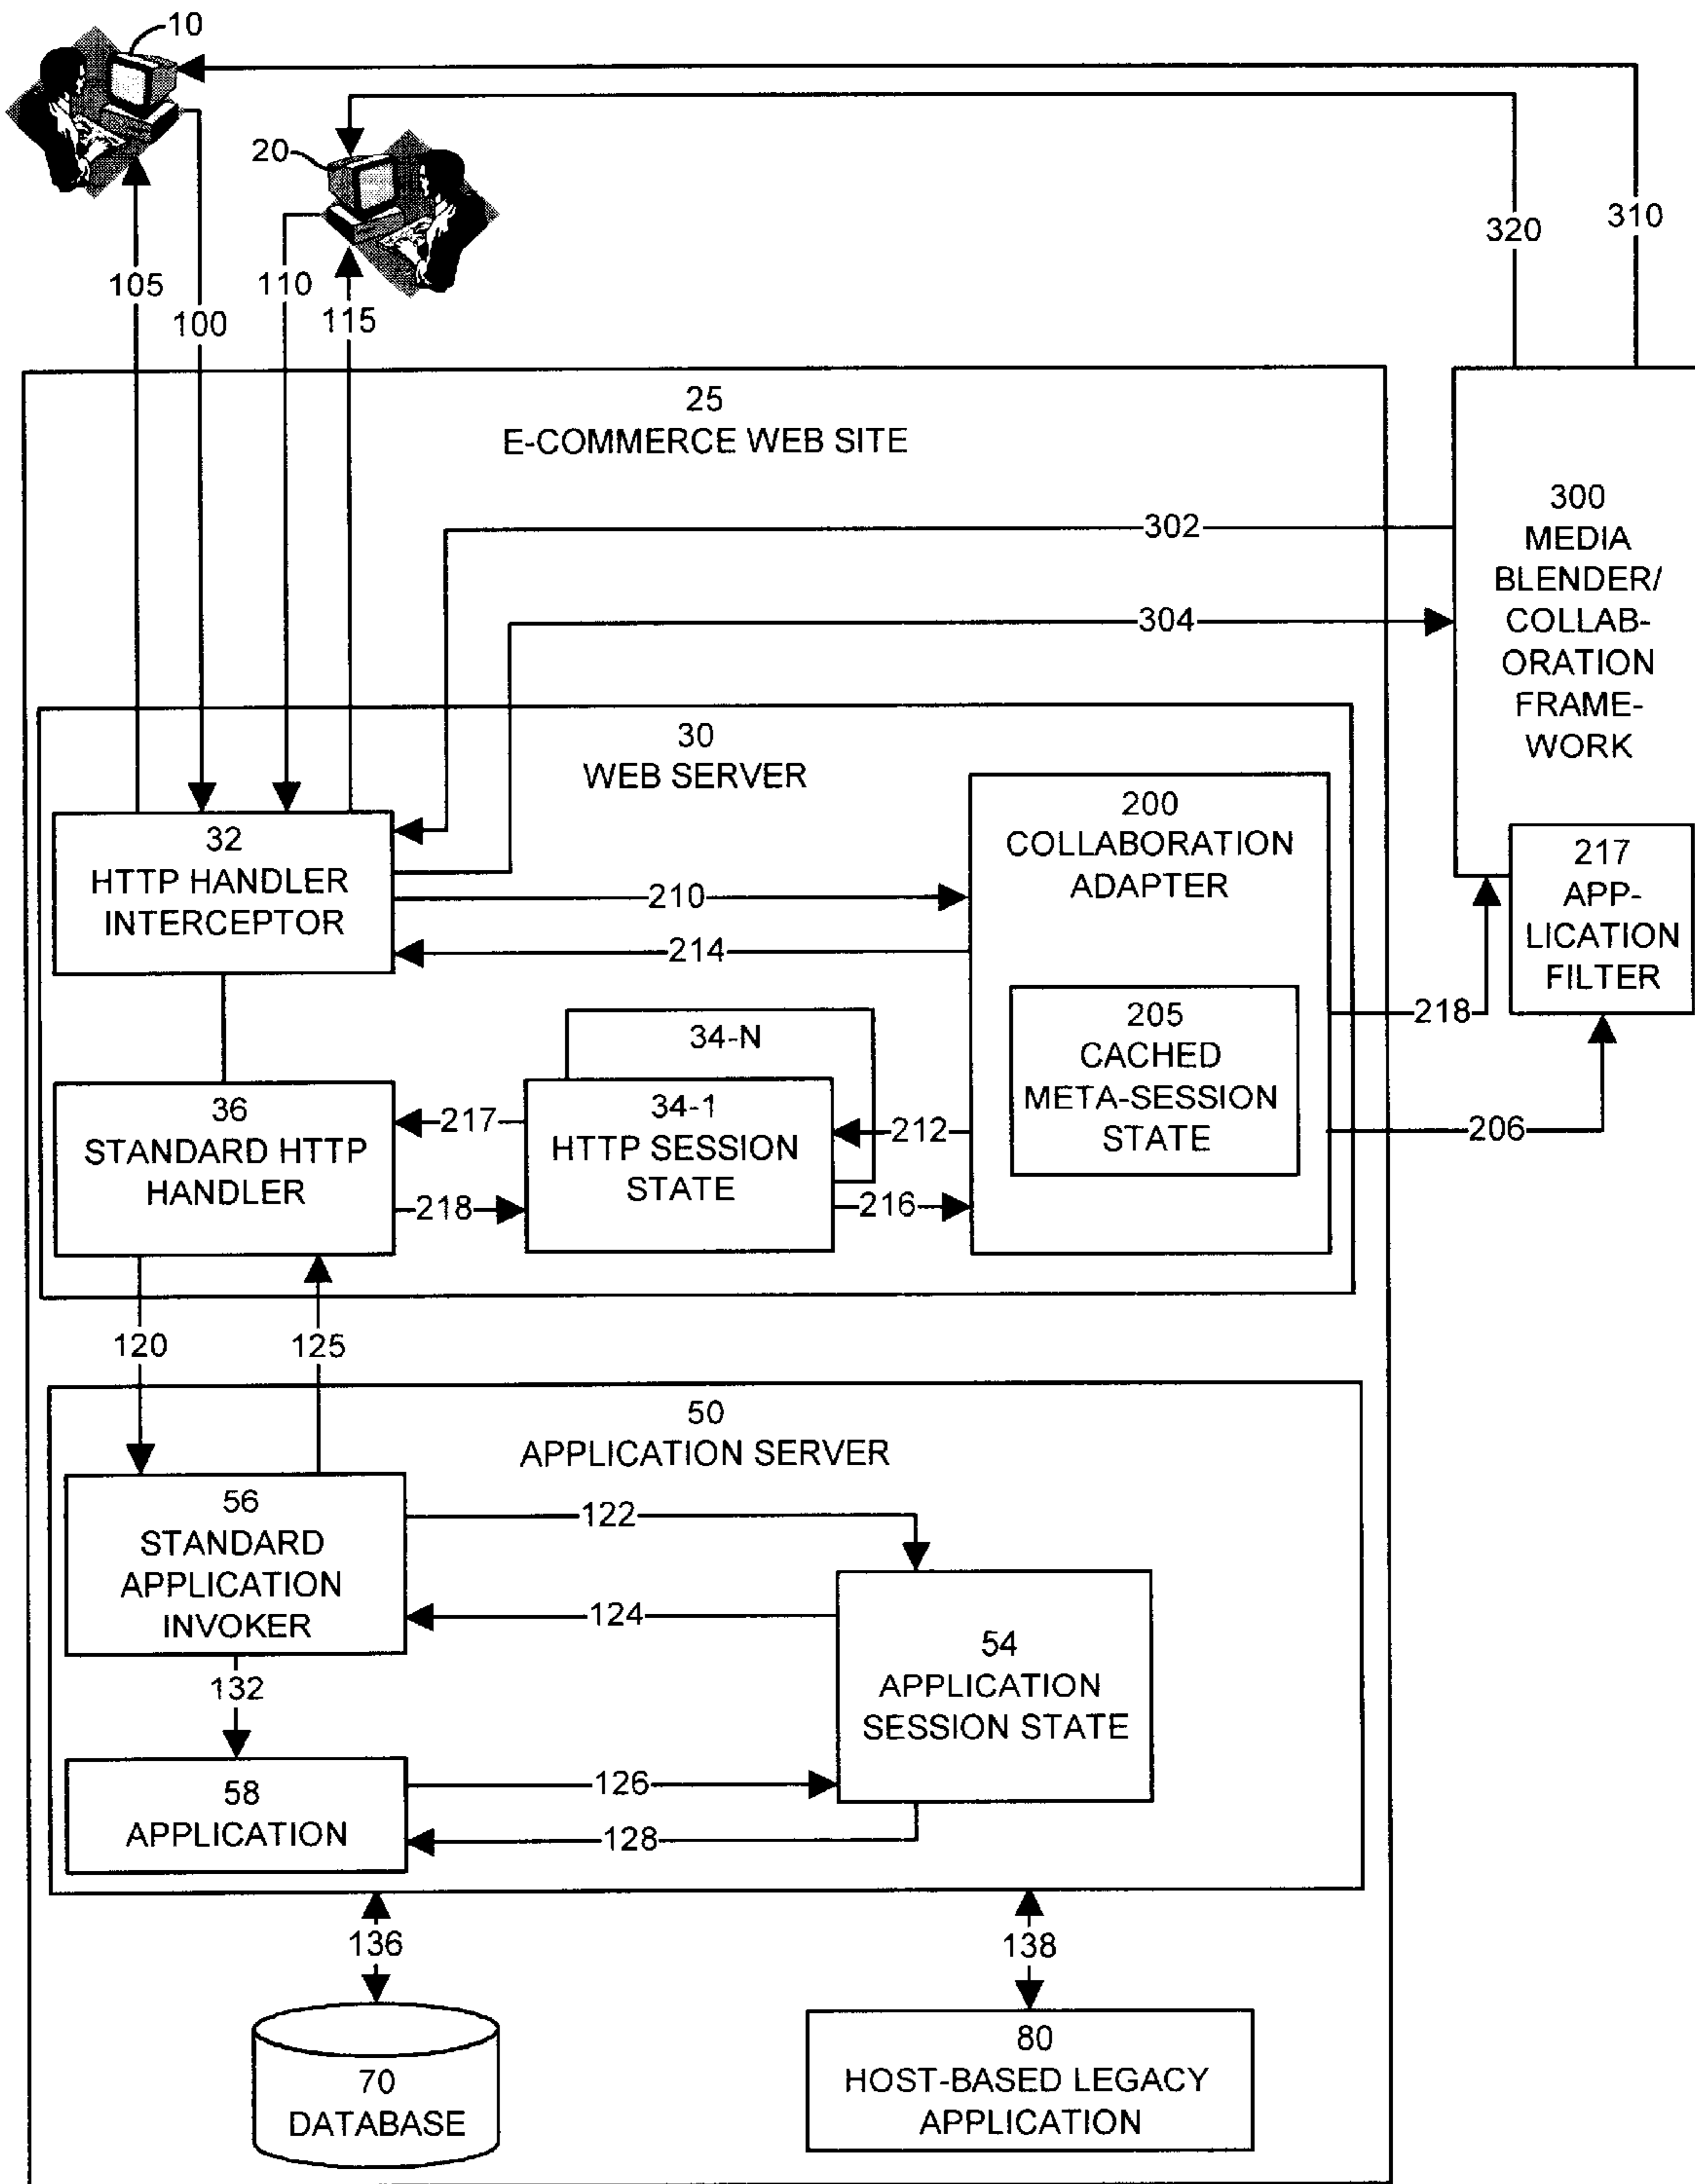 10
20
105
100
110
115
320
310
25
E-COMMERCE WEB SITE
302
304
300
MEDIA
BLENDER/
COLLAB-
ORATION
FRAME-
WORK
30
WEB SERVER
32
HTTP HANDLER
INTERCEPTOR
210
214
200
COLLABORATION
ADAPTER
205
CACHED
META-SESSION
STATE
217
APP-
LICATION
FILTER
218
206
34-N
34-1
HTTP SESSION
STATE
36
STANDARD HTTP
HANDLER
217
218
212
216
120
125
50
APPLICATION SERVER
56
STANDARD
APPLICATION
INVOKER
122
124
132
54
APPLICATION
SESSION STATE
58
APPLICATION
126
128
136
138
70
DATABASE
80
HOST-BASED LEGACY
APPLICATION